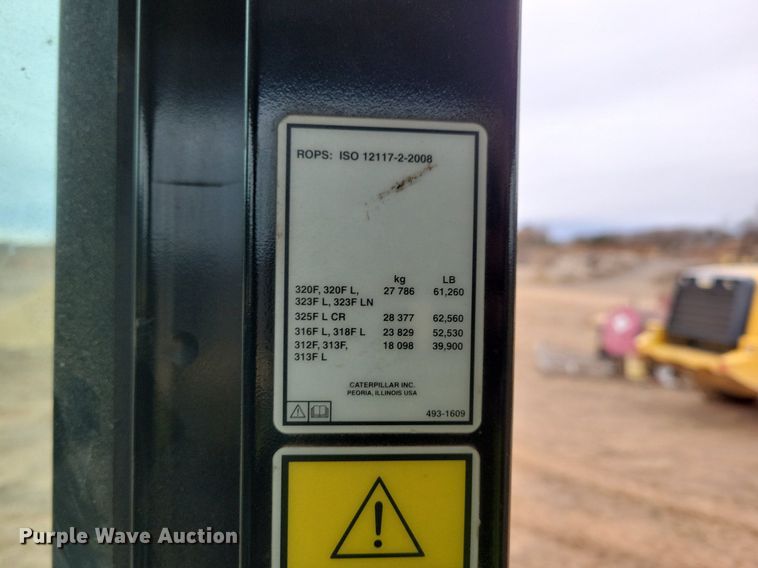 ROPS: ISO 12117-2-2008
kg LB
320F, 320F L, 27 786 61,260
323F L, 323F LN
325F L CR 28 377 62,560
316F L, 318F L 23 829 52,530
312F, 313F, 18 098 39,900
313F L
CATERPILLAR INC.
PEORIA, ILLINOIS USA
493-1609
Purple Wave Auction